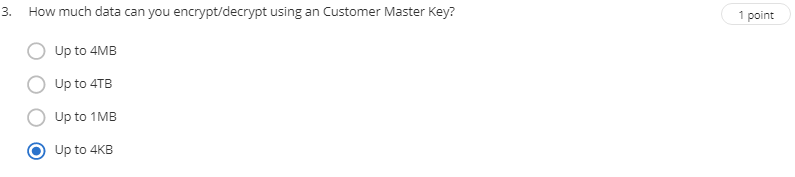 3. How much data can you encrypt/decrypt using an Customer Master Key?
1 point
Up to 4MB
Up to 4TB
Up to 1MB
Up to 4KB